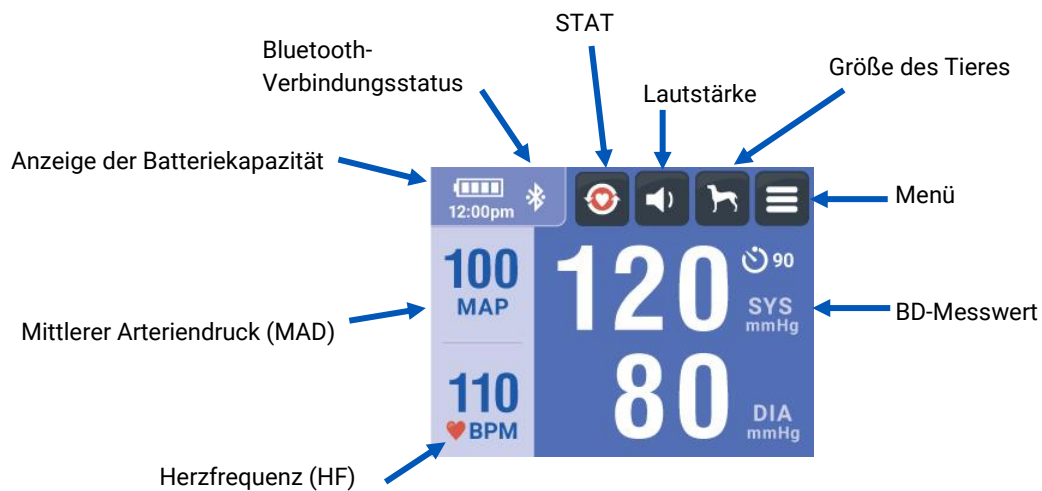 STAT
Bluetooth-
Verbindungsstatus
Größe des Tieres
Lautstärke
Anzeige der Batteriekapazität
12:00pm
Menü
100
MAP
120
90
SYS
mmHg
BD-Messwert
Mittlerer Arteriendruck (MAD)
110
BPM
80
DIA
mmHg
Herzfrequenz (HF)